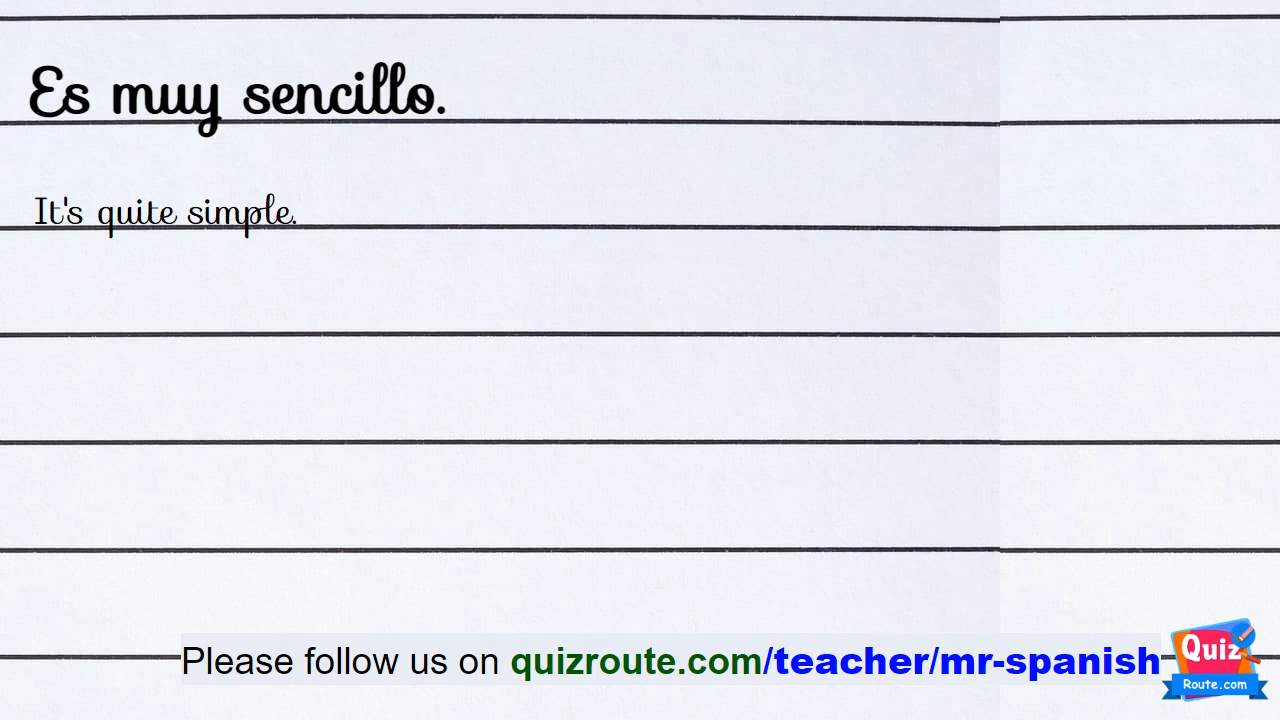 Es muy sencillo.
It's quite simple.
Please follow us on quizroute.com/teacher/mr-spanish
Quiz
Route.com